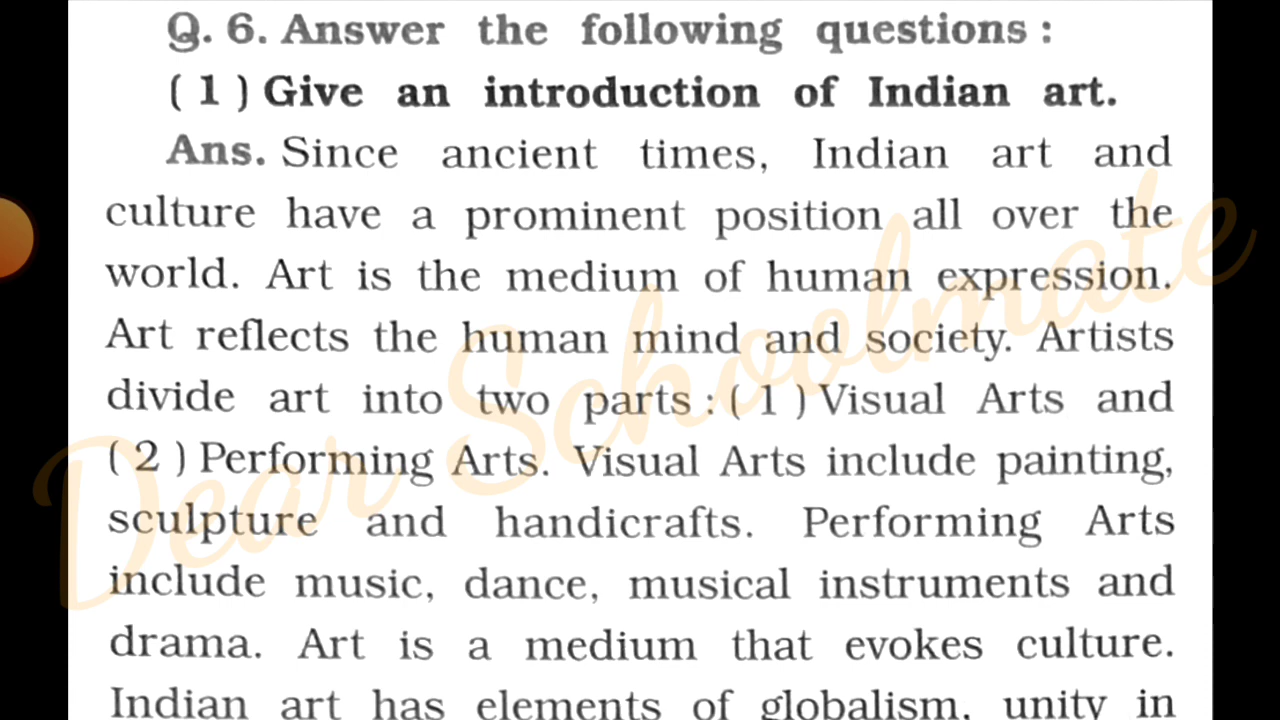 Q. 6. Answer the following questions :
( 1 ) Give an introduction of Indian art.
Ans. Since ancient times, Indian art and
culture have a prominent position all over the
world. Art is the medium of human expression.
Art reflects the human mind and society. Artists
divide art into two parts : ( 1 ) Visual Arts and
( 2 ) Performing Arts. Visual Arts include painting,
sculpture and handicrafts. Performing Arts
include music, dance, musical instruments and
drama. Art is a medium that evokes culture.
Indian art has elements of globalism, unity in
Dear Schoolmate